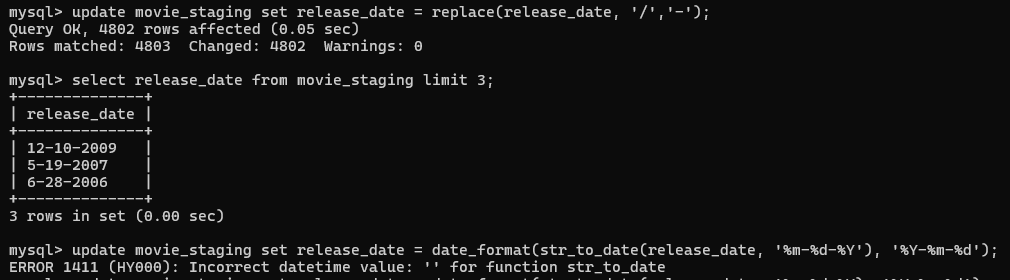 mysql> update movie_staging set release_date = replace(release_date, '/','-');
Query OK, 4802 rows affected (0.05 sec)
Rows matched: 4803  Changed: 4802  Warnings: 0
mysql> select release_date from movie_staging limit 3;
+--------------+
| release_date |
+--------------+
| 12-10-2009   |
| 5-19-2007    |
| 6-28-2006    |
+--------------+
3 rows in set (0.00 sec)
mysql> update movie_staging set release_date = date_format(str_to_date(release_date, '%m-%d-%Y'), '%Y-%m-%d');
ERROR 1411 (HY000): Incorrect datetime value: '' for function str_to_date